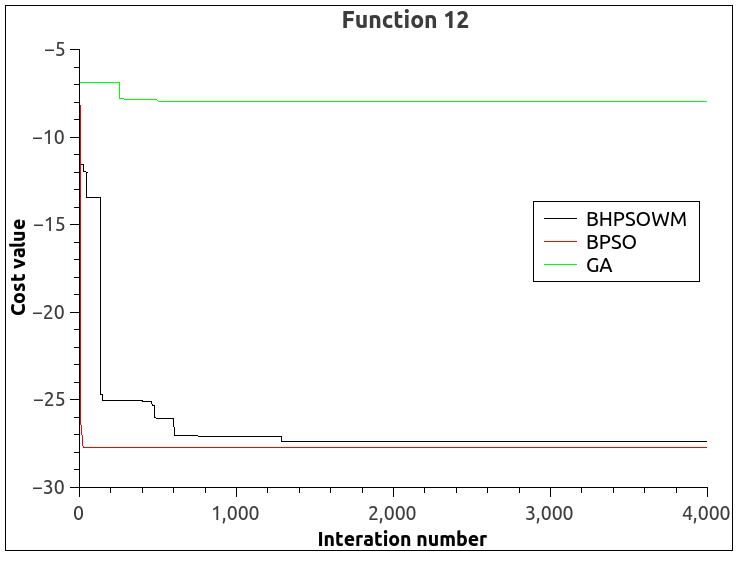 Function 12
−5
−10
−15
−20
−25
−30
Cost value
BHPSOWM
BPSO
GA
0 1,000 2,000 3,000 4,000
Interation number